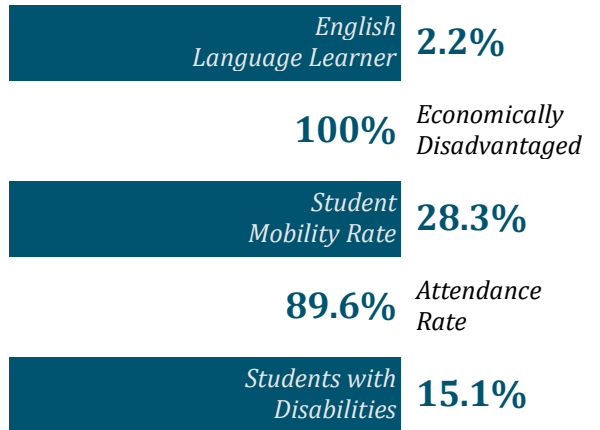 English
Language Learner
2.2%
100%
Economically
Disadvantaged
Student
Mobility Rate
28.3%
89.6%
Attendance
Rate
Students with
Disabilities
15.1%